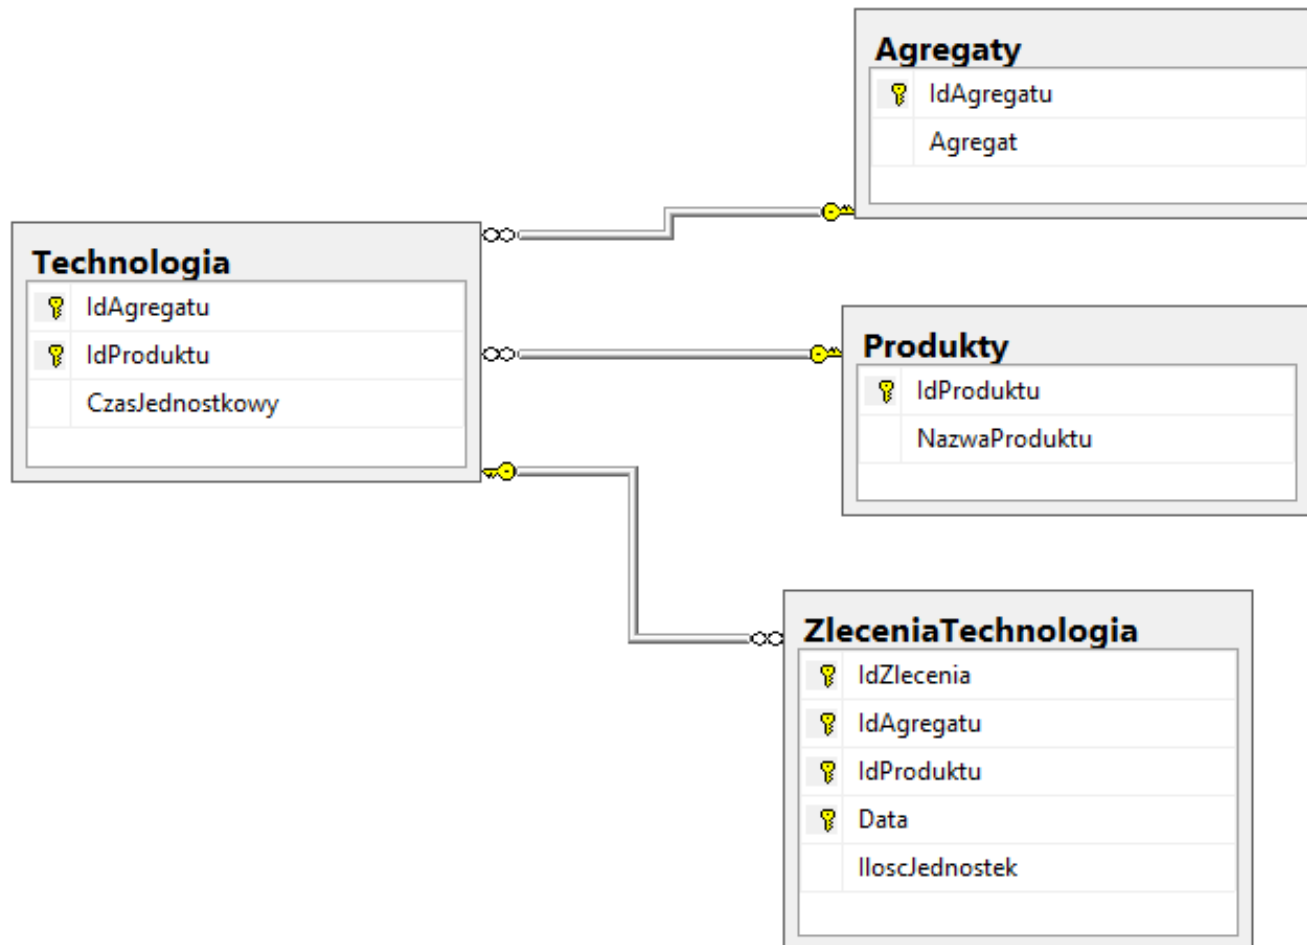 Agregaty
IdAgregatu
Agregat
Technologia
IdAgregatu
IdProduktu
CzasJednostkowy
Produkty
IdProduktu
NazwaProduktu
ZleceniaTechnologia
IdZlecenia
IdAgregatu
IdProduktu
Data
IloscJednostek